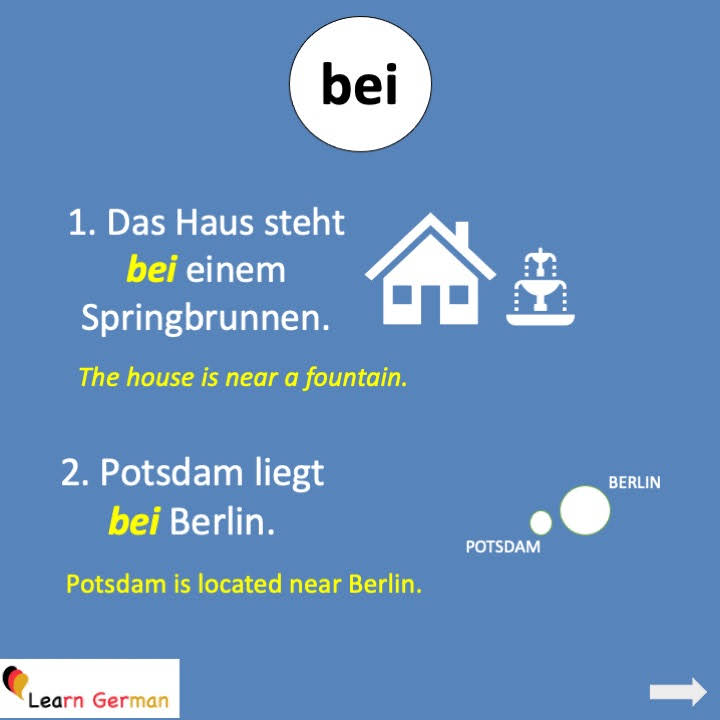 bei
1. Das Haus steht
bei einem
Springbrunnen.
The house is near a fountain.
2. Potsdam liegt
bei Berlin.
BERLIN
POTSDAM
Potsdam is located near Berlin.
Learn German